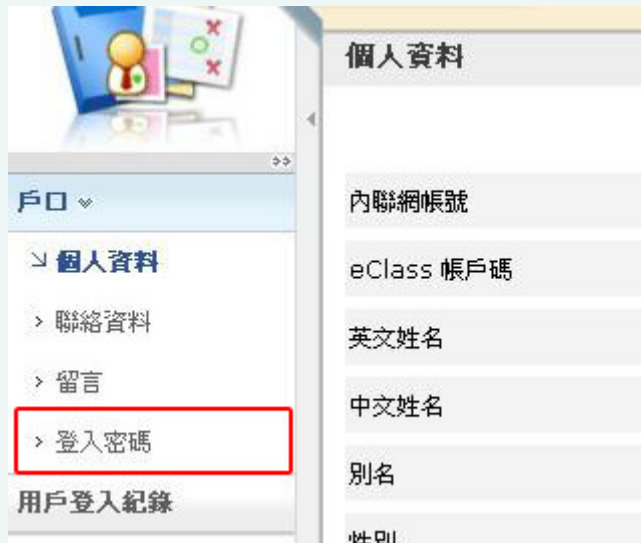 戶口
個人資料
聯絡資料
留言
登入密碼
用戶登入紀錄
個人資料
內聯網帳號
eClass 帳戶碼
英文姓名
中文姓名
別名
性別